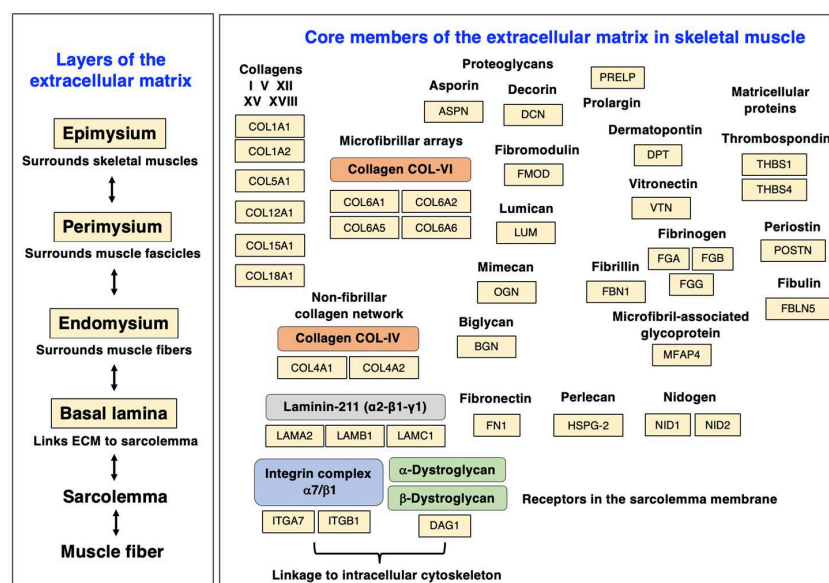 Layers of the
extracellular matrix
Epimysium
Surrounds skeletal muscles
Perimysium
Surrounds muscle fascicles
Endomysium
Surrounds muscle fibers
Basal lamina
Links ECM to sarcolemma
Sarcolemma
Muscle fiber
Core members of the extracellular matrix in skeletal muscle
Collagens
I V XII
XV XVIII
COL1A1
COL1A2
COL5A1
COL12A1
COL15A1
COL18A1
Microfibrillar arrays
Collagen COL-VI
COL6A1 COL6A2
COL6A5 COL6A6
Non-fibrillar
collagen network
Collagen COL-IV
COL4A1 COL4A2
Laminin-211 (α2-β1-γ1)
LAMA2 LAMB1 LAMC1
Integrin complex
α7/β1
ITGA7 ITGB1
α-Dystroglycan
β-Dystroglycan
DAG1
Receptors in the sarcolemma membrane
Linkage to intracellular cytoskeleton
Proteoglycans
Asporin
ASPN
Decorin
DCN
PRELP
Prolargin
Fibromodulin
FMOD
Lumican
LUM
Mimecan
OGN
Biglycan
BGN
Fibronectin
FN1
Perlecan
HSPG-2
Nidogen
NID1 NID2
Dermatopontin
DPT
Vitronectin
VTN
Fibrinogen
FGA FGB
FGG
Fibrillin
FBN1
Microfibril-associated
glycoprotein
MFAP4
Matricellular
proteins
Thrombospondin
THBS1
THBS4
Periostin
POSTN
Fibulin
FBLN5